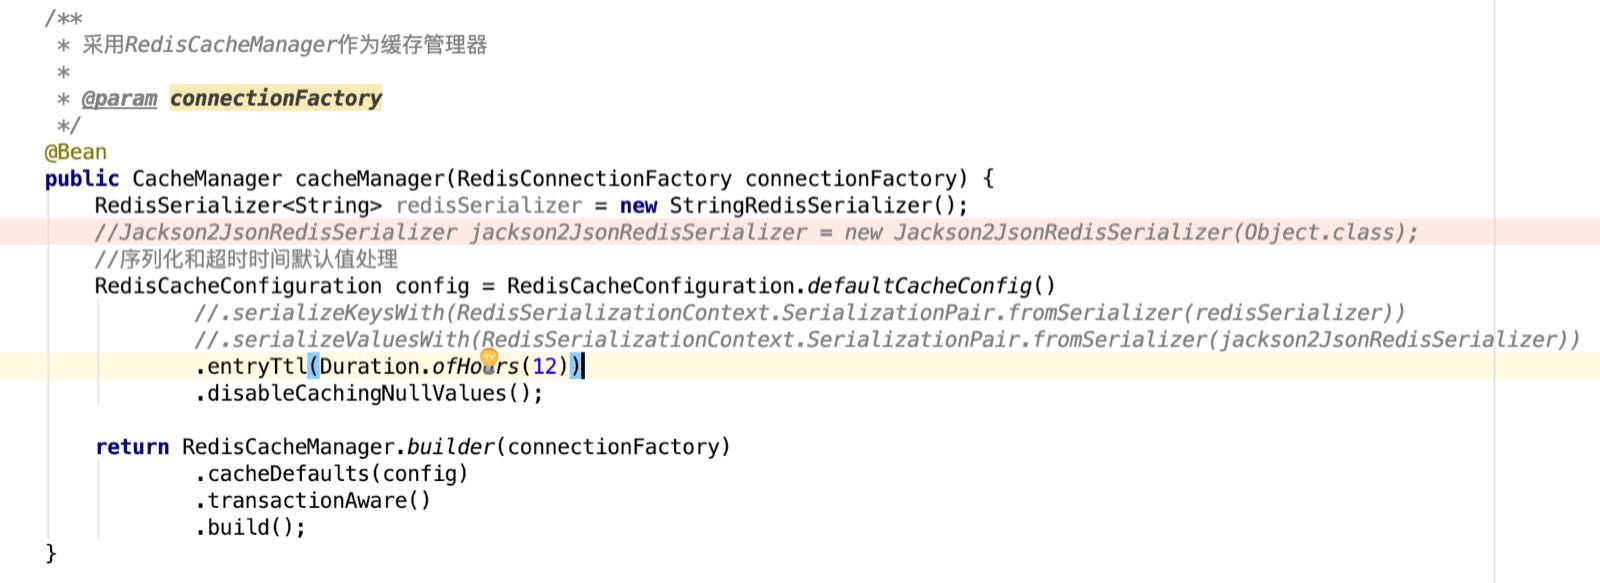 /**
* 采用RedisCacheManager作为缓存管理器
*
* @param connectionFactory
*/
@Bean
public CacheManager cacheManager(RedisConnectionFactory connectionFactory) {
RedisSerializer<String> redisSerializer = new StringRedisSerializer();
//Jackson2JsonRedisSerializer jackson2JsonRedisSerializer = new Jackson2JsonRedisSerializer(Object.class);
//序列化和超时时间默认值处理
RedisCacheConfiguration config = RedisCacheConfiguration.defaultCacheConfig()
//.serializeKeysWith(RedisSerializationContext.SerializationPair.fromSerializer(redisSerializer))
//.serializeValuesWith(RedisSerializationContext.SerializationPair.fromSerializer(jackson2JsonRedisSerializer))
.entryTtl(Duration.ofHours(12))
.disableCachingNullValues();
return RedisCacheManager.builder(connectionFactory)
.cacheDefaults(config)
.transactionAware()
.build();
}